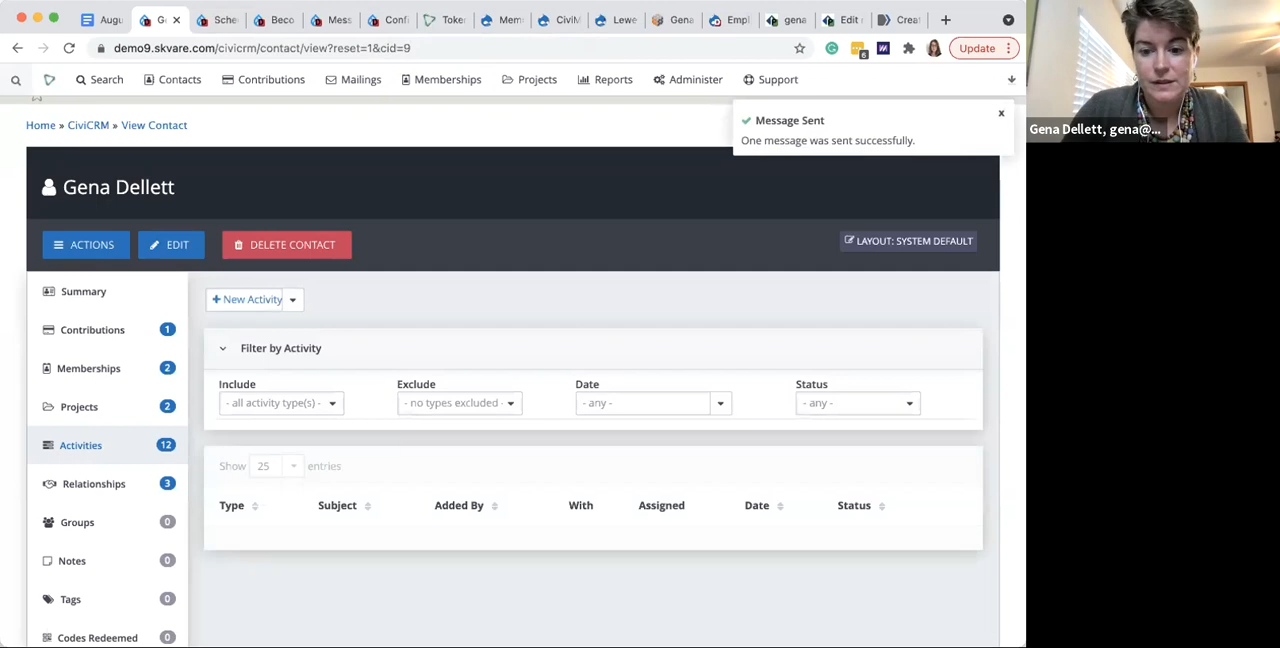 Augu
G
Sche
Beco
Mess
Confi
Toke
Mem
CiviM
Lewe
Gena
Empl
gena
Edit
Creat
demo9.skvare.com/civicrm/contact/view?reset=1&cid=9
6
Update
Search
Contacts
Contributions
Mailings
Memberships
Projects
Reports
Administer
Support
Home » CiviCRM » View Contact
Message Sent
x
One message was sent successfully.
Gena Dellett, gena@...
Gena Dellett
ACTIONS
EDIT
DELETE CONTACT
LAYOUT: SYSTEM DEFAULT
Summary
Contributions 1
Memberships 2
Projects 2
Activities 12
Relationships 3
Groups 0
Notes 0
Tags 0
Codes Redeemed 0
New Activity
Filter by Activity
Include
Exclude
Date
Status
- all activity type(s) -
- no types excluded -
- any -
- any -
Show 25 entries
Type
Subject
Added By
With
Assigned
Date
Status